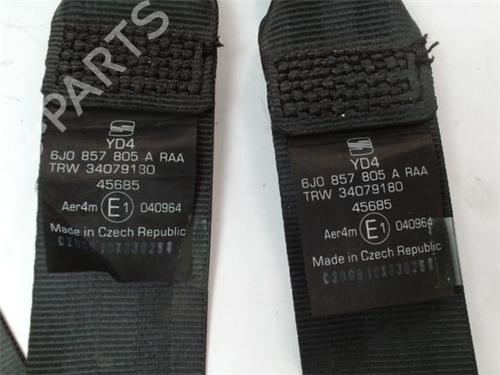 YD4
6J0 857 805 A RAA
TRW 34079180
45685
Aer4m E1 040964
Made in Czech Republic
YD4
6J0 857 805 A RAA
TRW 34079180
45685
Aer4m E1 040964
Made in Czech Republic
PARTS